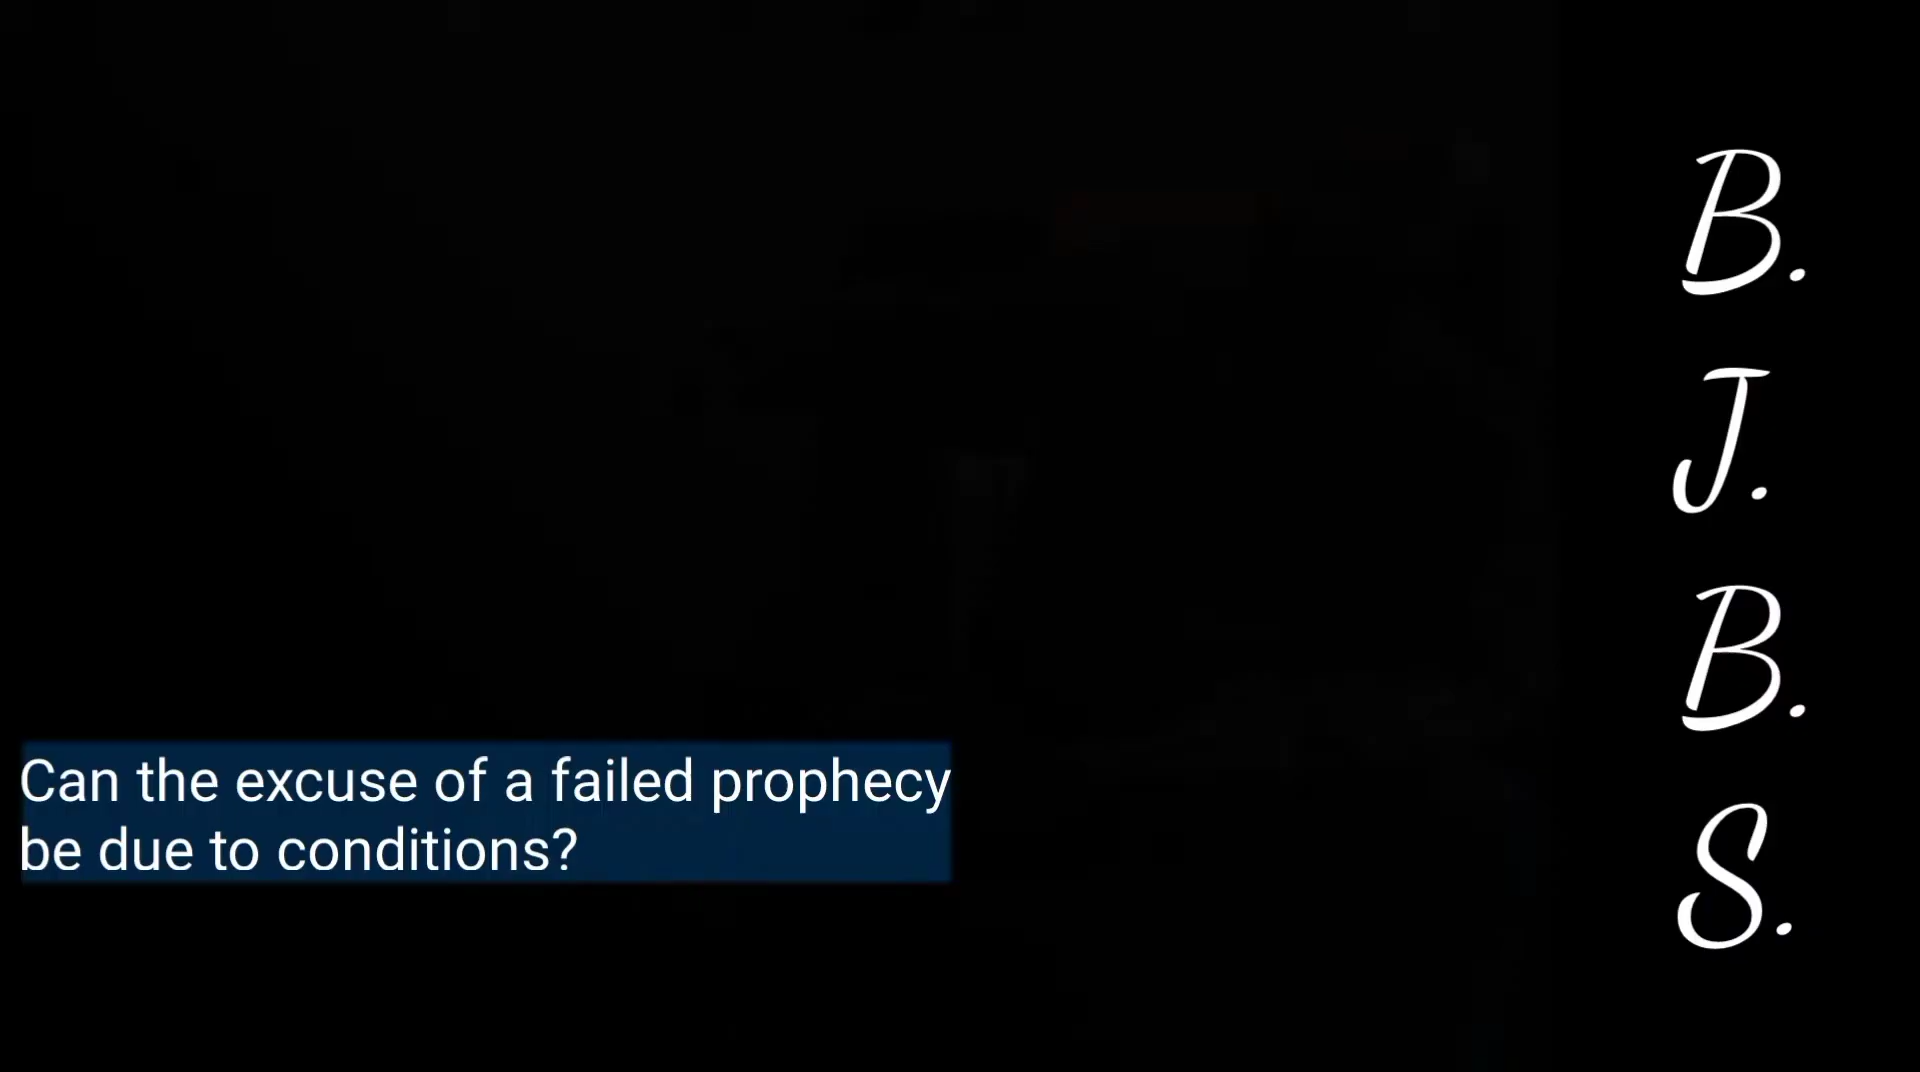 B.
J.
B.
S.
Can the excuse of a failed prophecy
be due to conditions?